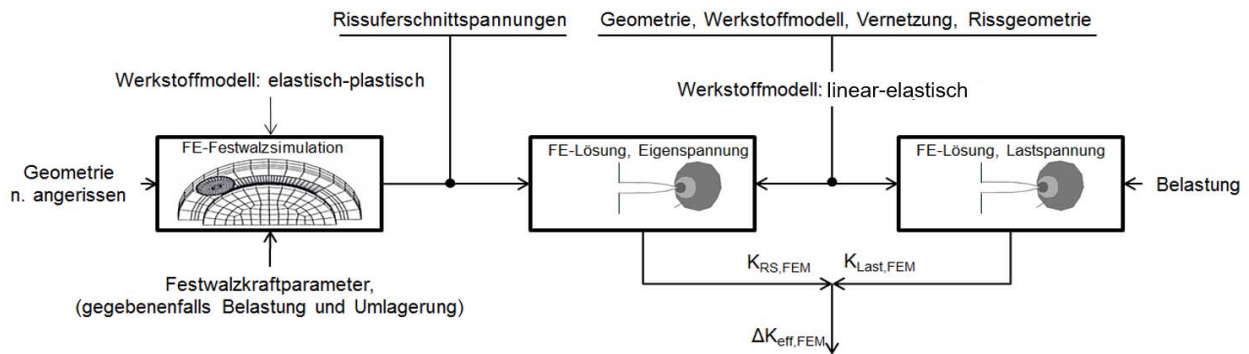 Rissuferschnittspannungen
Geometrie, Werkstoffmodell, Vernetzung, Rissgeometrie
Werkstoffmodell: elastisch-plastisch
Werkstoffmodell: linear-elastisch
FE-Festwalzsimulation
FE-Lösung, Eigenspannung
FE-Lösung, Lastspannung
Geometrie
n. angerissen
Belastung
Festwalzkraftparameter,
(gegebenenfalls Belastung und Umlagerung)
K_RS,FEM
K_Last,FEM
ΔK_eff,FEM